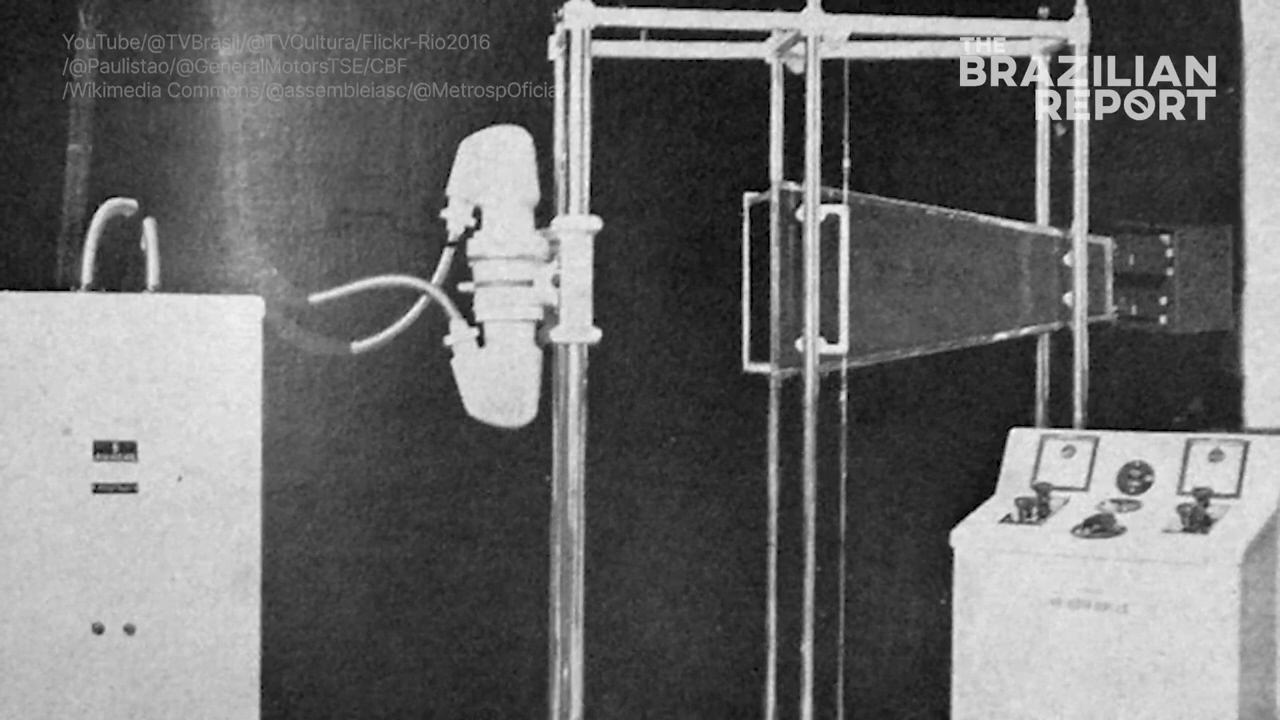 YouTube/@TVBrasil/@TVCultura/Flickr-Rio2016
/@Paulistao/@GeneralMotorsTSE/CBF
/Wikimedia Commons/@assembleiasc/@MetrospOficial
THE
BRAZILIAN
REPORT